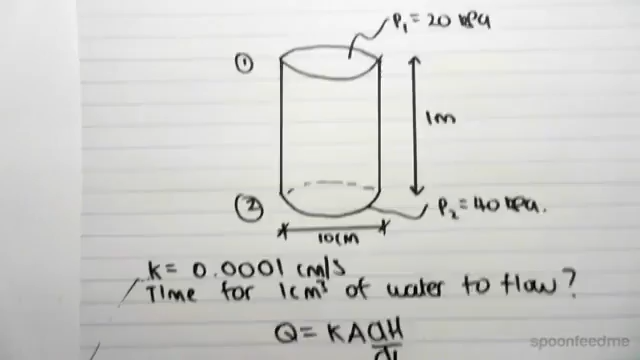 P₁ = 20 kPa
①
1m
②
P₂ = 40 kPa.
10cm
k = 0.0001 cm/s
Time for 1cm³ of water to flow?
Q = KA dH/dl
spoonfeedme